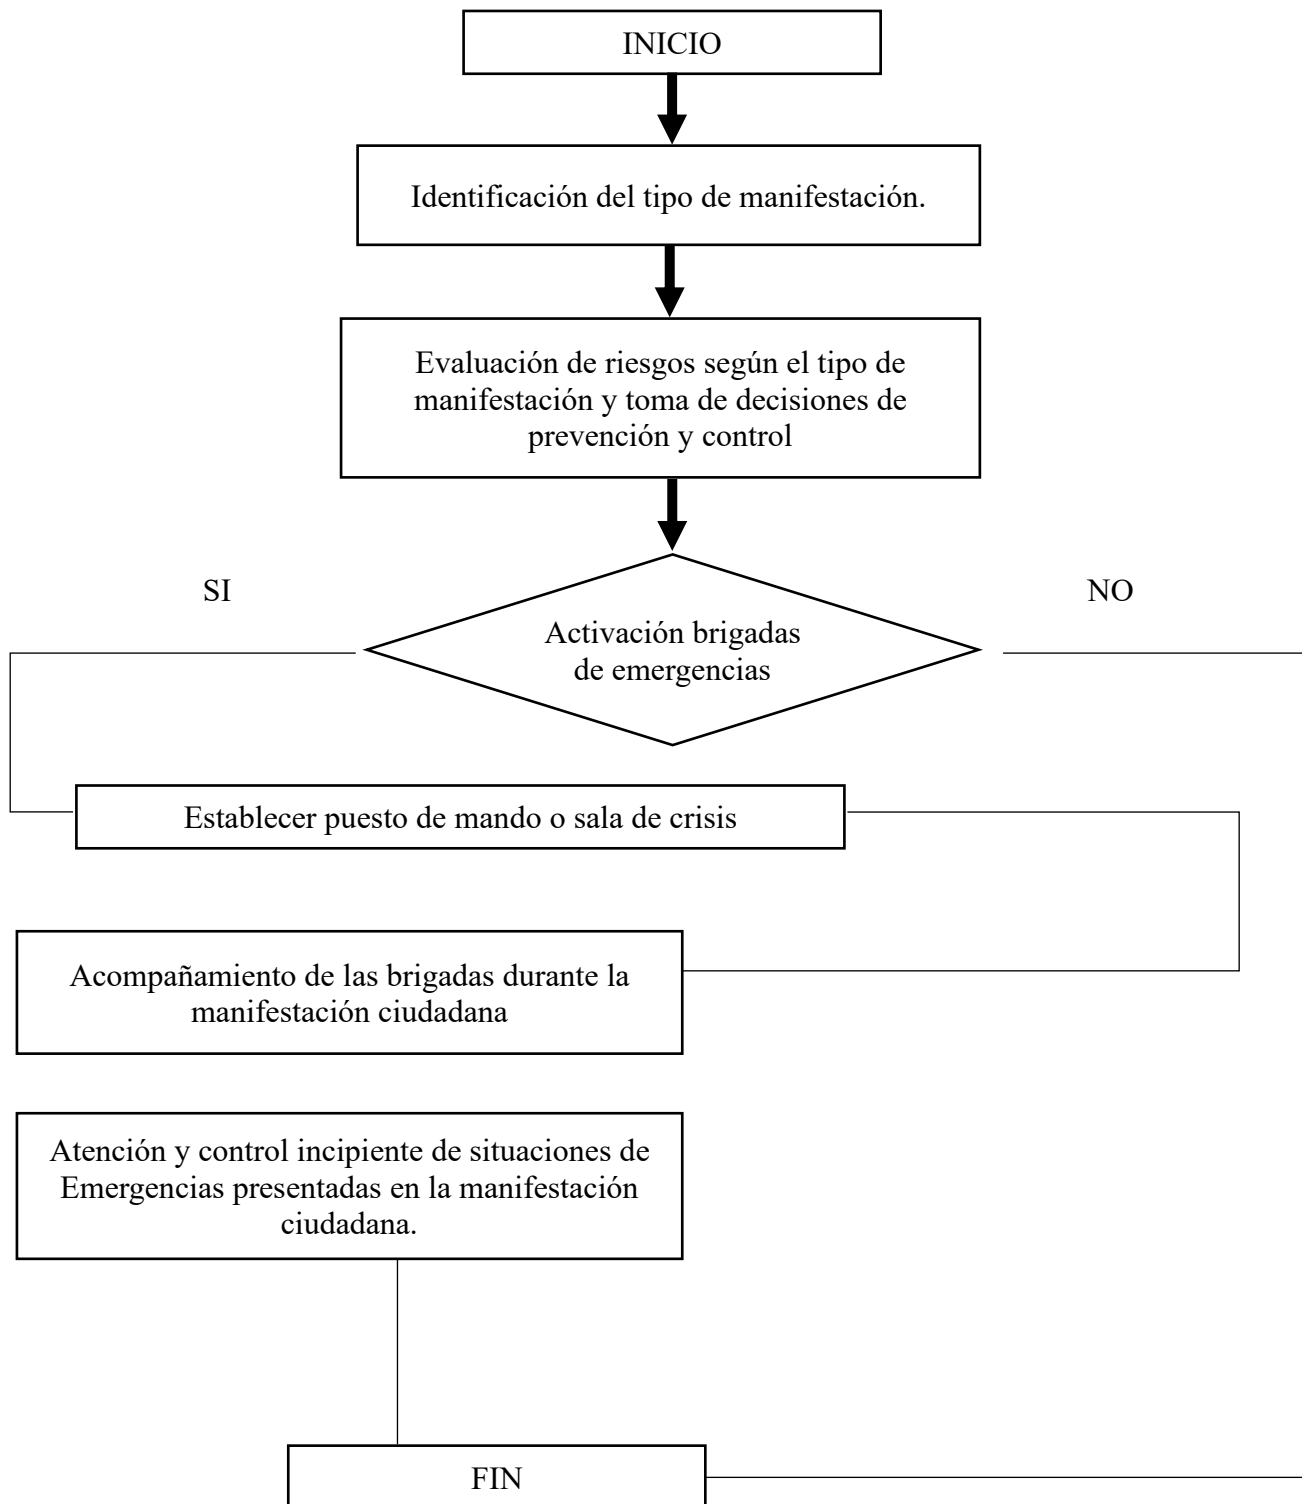 INICIO
Identificación del tipo de manifestación.
Evaluación de riesgos según el tipo de
manifestación y toma de decisiones de
prevención y control
SI
NO
Activación brigadas
de emergencias
Establecer puesto de mando o sala de crisis
Acompañamiento de las brigadas durante la
manifestación ciudadana
Atención y control incipiente de situaciones de
Emergencias presentadas en la manifestación
ciudadana.
FIN